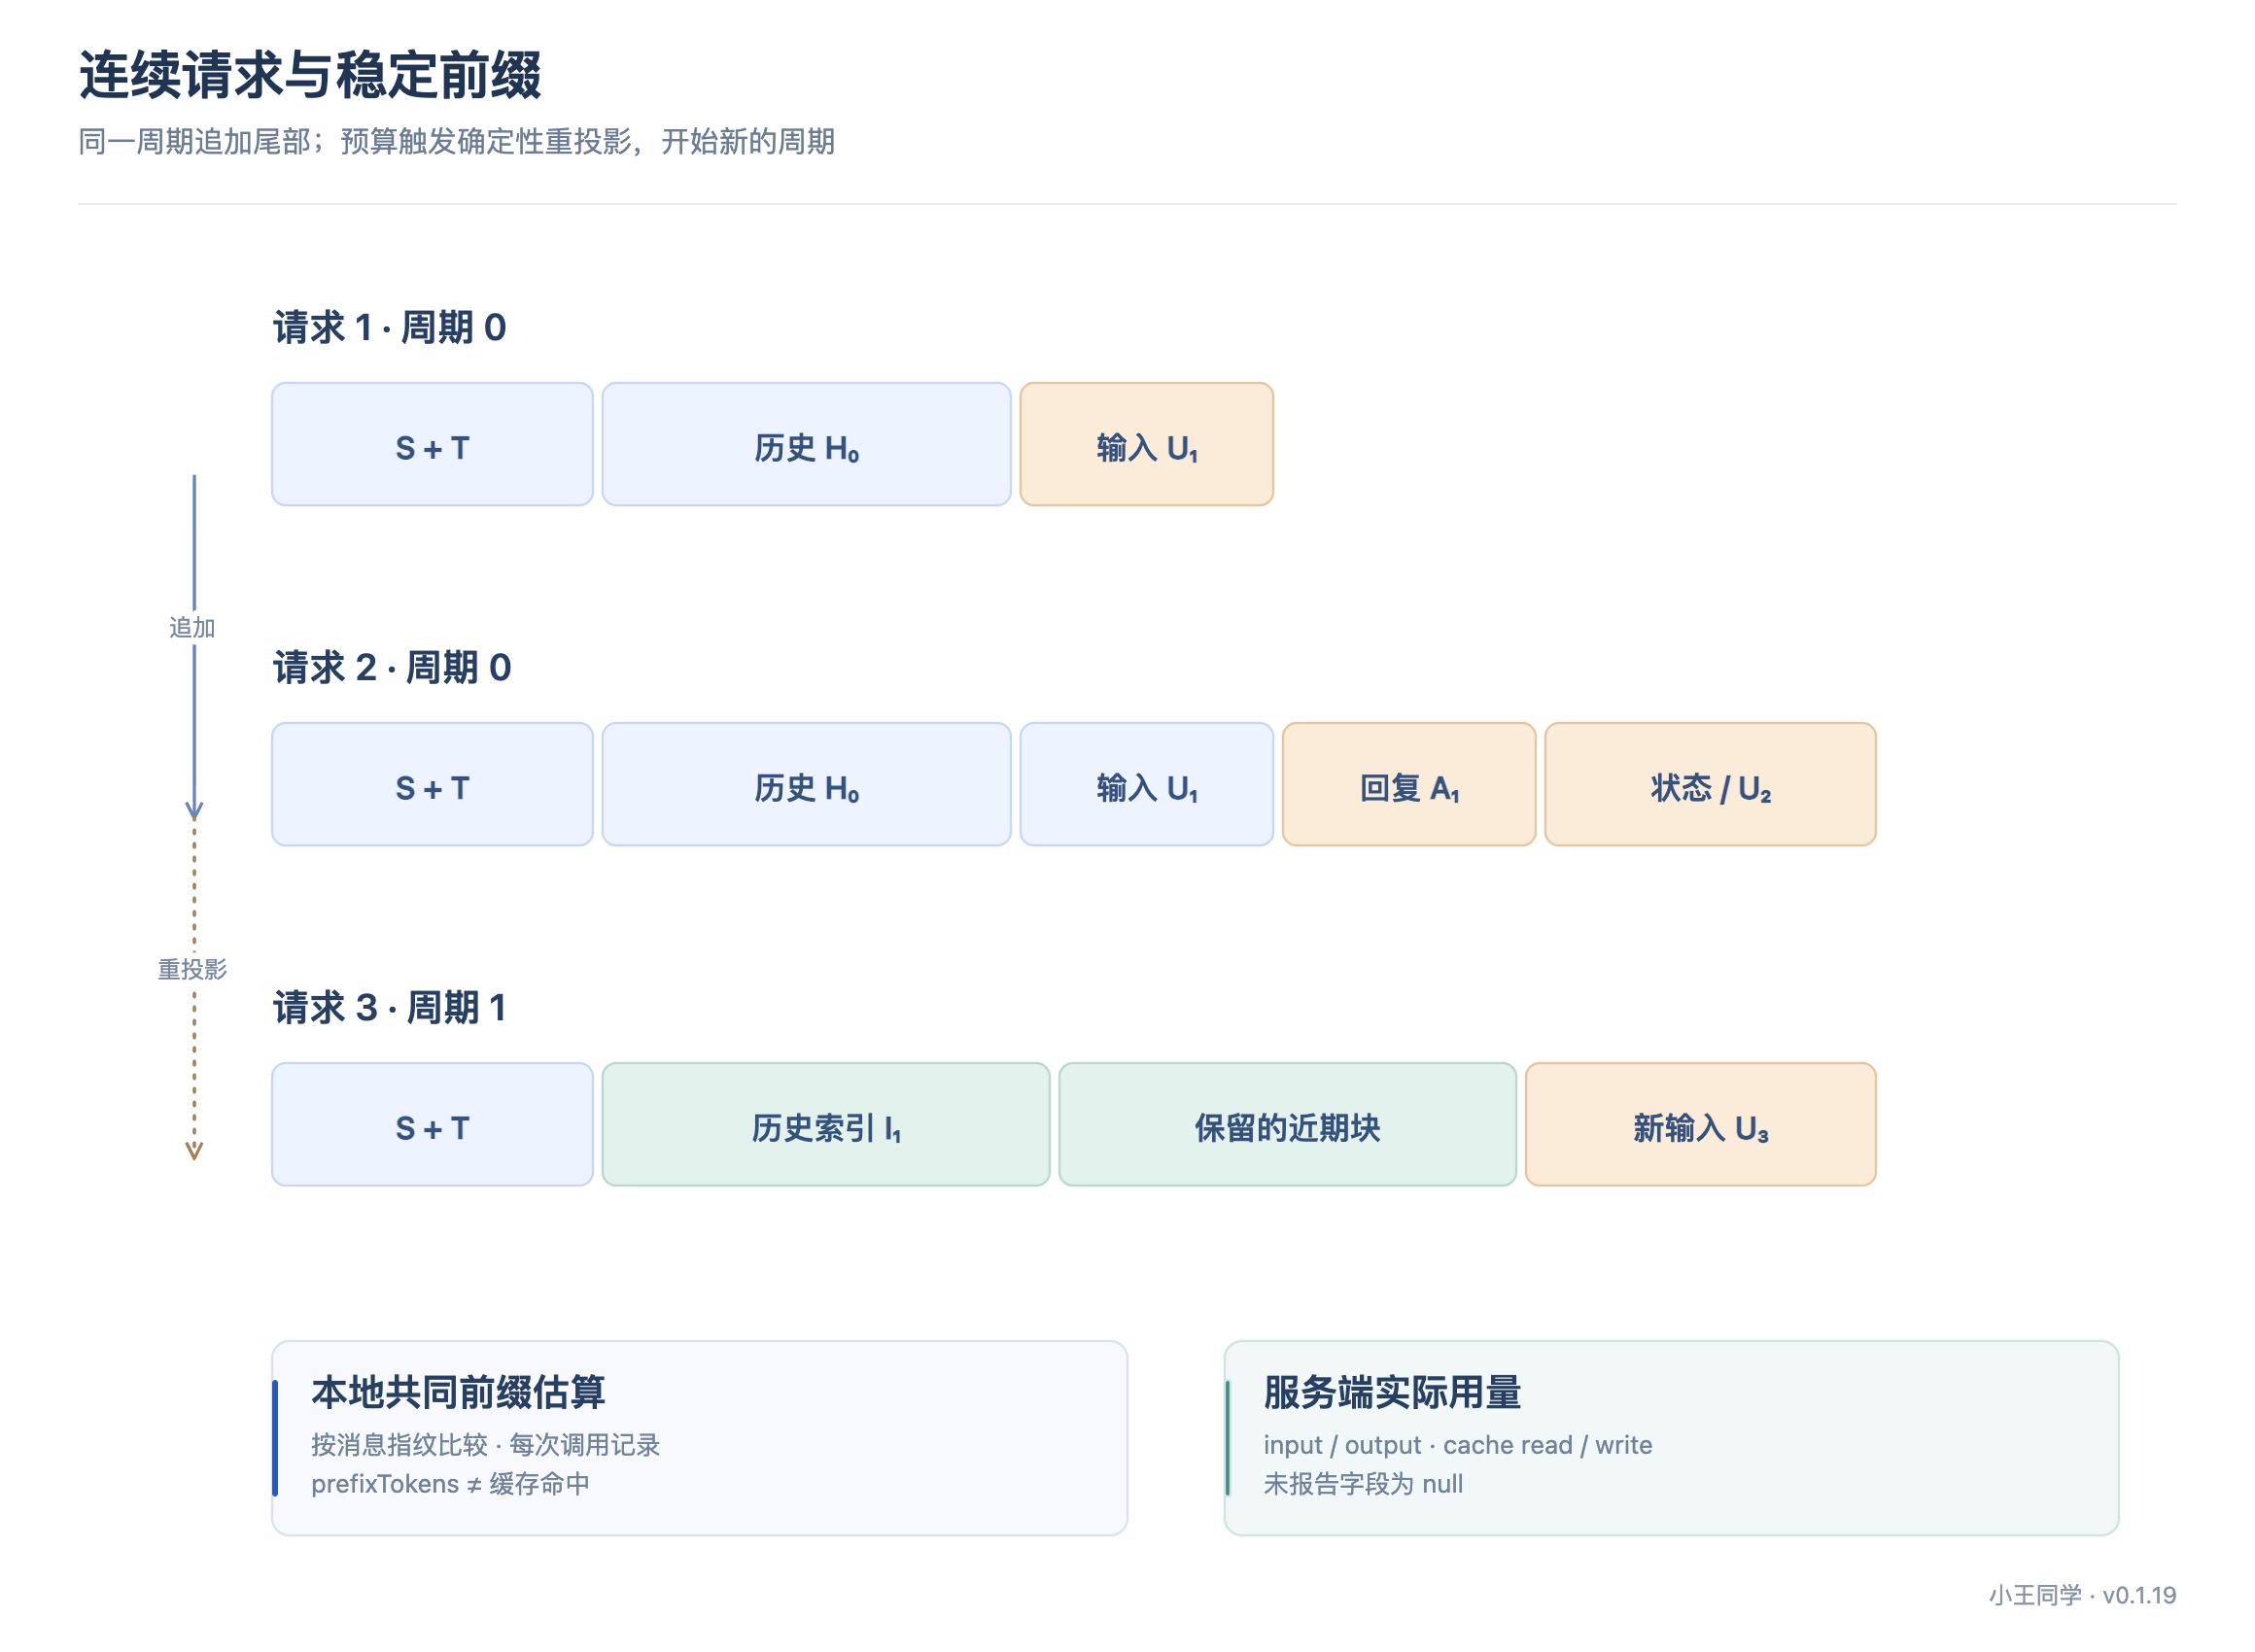 连续请求与稳定前缀
同一周期追加尾部；预算触发确定性重投影，开始新的周期
请求 1 · 周期 0
S + T
历史 H₀
输入 U₁
追加
请求 2 · 周期 0
S + T
历史 H₀
输入 U₁
回复 A₁
状态 / U₂
重投影
请求 3 · 周期 1
S + T
历史索引 I₁
保留的近期块
新输入 U₃
本地共同前缀估算
按消息指纹比较 · 每次调用记录
prefixTokens ≠ 缓存命中
服务端实际用量
input / output · cache read / write
未报告字段为 null
小王同学 · v0.1.19